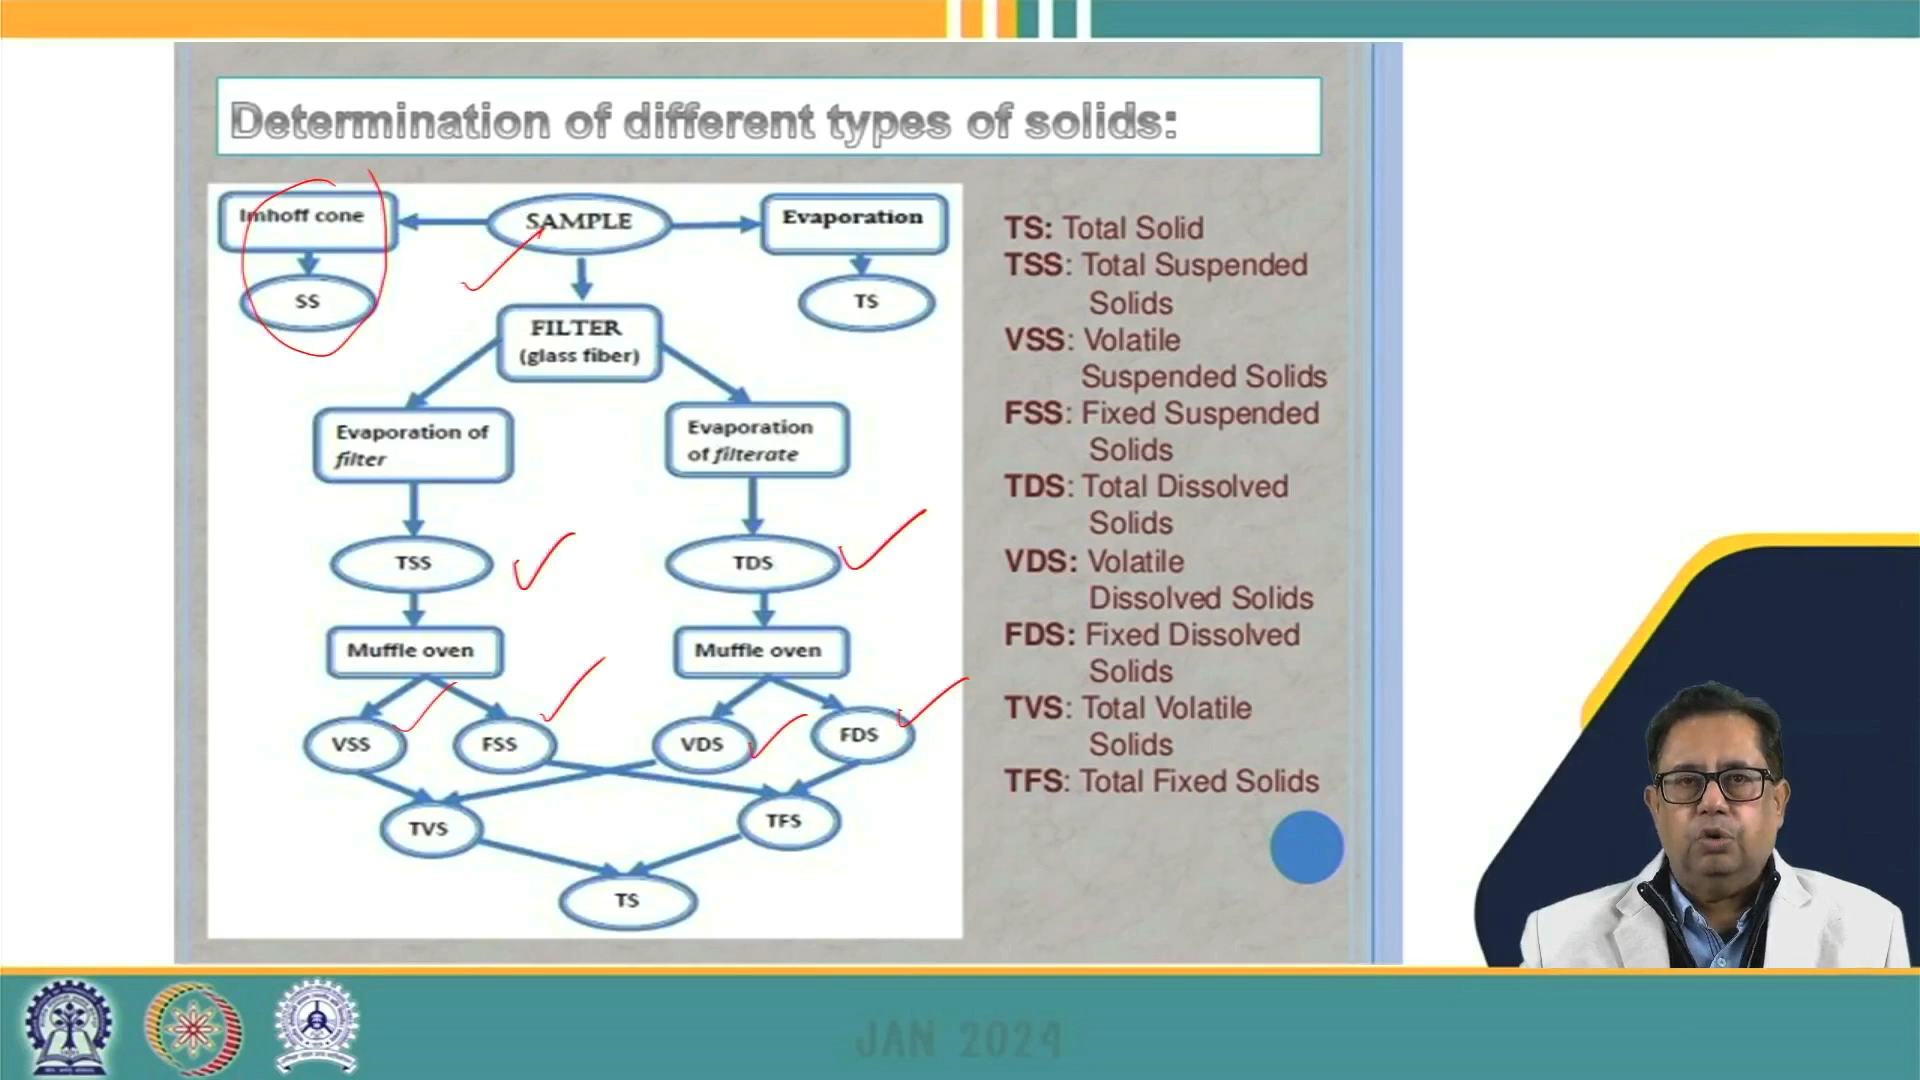 Determination of different types of solids:
Imhoff cone
SAMPLE
Evaporation
SS
TS
FILTER
(glass fiber)
Evaporation of
filter
Evaporation
of filterate
TSS
TDS
Muffle oven
Muffle oven
VSS
FSS
VDS
FDS
TVS
TFS
TS
TS: Total Solid
TSS: Total Suspended
Solids
VSS: Volatile
Suspended Solids
FSS: Fixed Suspended
Solids
TDS: Total Dissolved
Solids
VDS: Volatile
Dissolved Solids
FDS: Fixed Dissolved
Solids
TVS: Total Volatile
Solids
TFS: Total Fixed Solids
JAN 2024